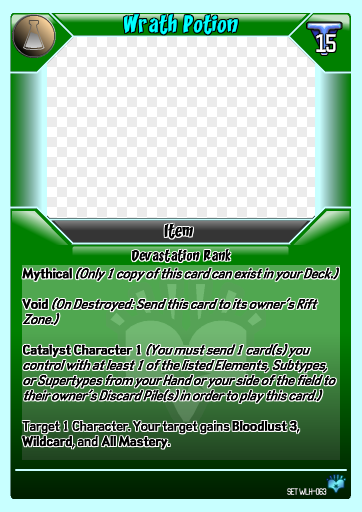 Wrath Potion
15
Item
Devastation Rank
Mythical (Only 1 copy of this card can exist in your Deck.)
Void (On Destroyed: Send this card to its owner's Rift
Zone.)
Catalyst Character 1 (You must send 1 card(s) you
control with at least 1 of the listed Elements, Subtypes,
or Supertypes from your Hand or your side of the field to
their owner's Discard Pile(s) in order to play this card.)
Target 1 Character. Your target gains Bloodlust 3,
Wildcard, and All Mastery.
SET WLH-063